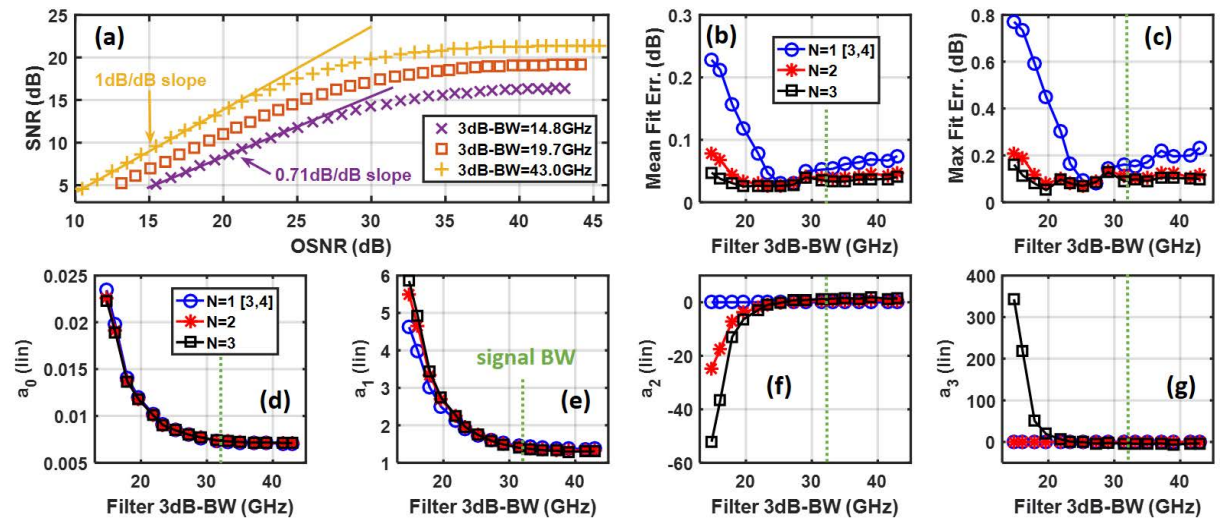 (a)
25
20
15
10
5
SNR (dB)
1dB/dB slope
0.71dB/dB slope
3dB-BW=14.8GHz
3dB-BW=19.7GHz
3dB-BW=43.0GHz
10 15 20 25 30 35 40 45
OSNR (dB)
(b)
0.3
0.2
0.1
0
Mean Fit Err. (dB)
N=1 [3,4]
N=2
N=3
20 30 40
Filter 3dB-BW (GHz)
(c)
0.8
0.6
0.4
0.2
0
Max Fit Err. (dB)
20 30 40
Filter 3dB-BW (GHz)
0.025
0.02
0.015
0.01
0.005
a0 (lin)
N=1 [3,4]
N=2
N=3
(d)
20 30 40
Filter 3dB-BW (GHz)
6
5
4
3
2
1
a1 (lin)
signal BW
(e)
20 30 40
Filter 3dB-BW (GHz)
0
-20
-40
-60
a2 (lin)
(f)
20 30 40
Filter 3dB-BW (GHz)
400
300
200
100
0
-100
a3 (lin)
(g)
20 30 40
Filter 3dB-BW (GHz)